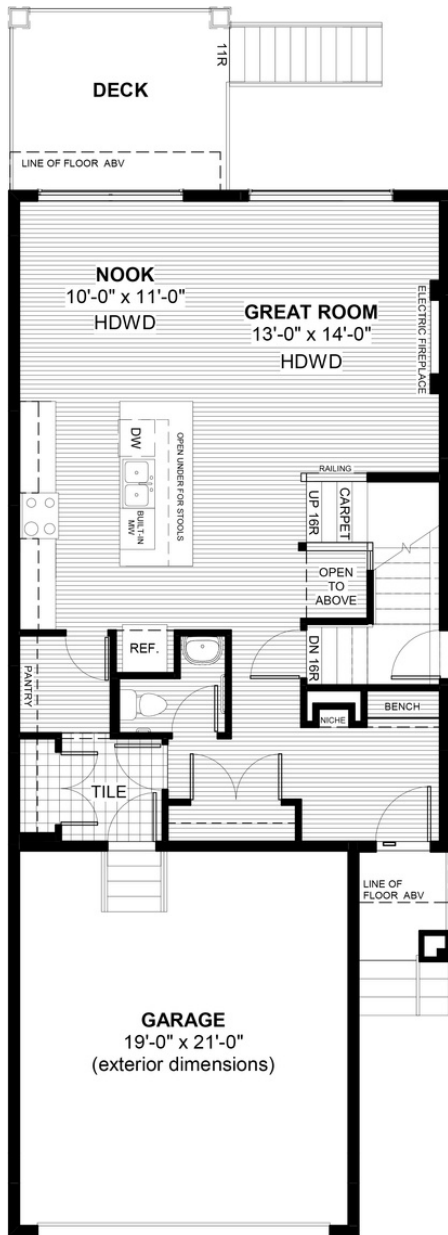 11R
DECK
LINE OF FLOOR ABV
NOOK
10'-0" x 11'-0"
HDWD
GREAT ROOM
13'-0" x 14'-0"
HDWD
ELECTRIC FIREPLACE
DW
OPEN UNDER FOR STOOLS
BUILT-IN
MW
RAILING
UP 16R
CARPET
OPEN
TO
ABOVE
REF.
DN 16R
PANTRY
NICHE
BENCH
TILE
LINE OF
FLOOR ABV
GARAGE
19'-0" x 21'-0"
(exterior dimensions)